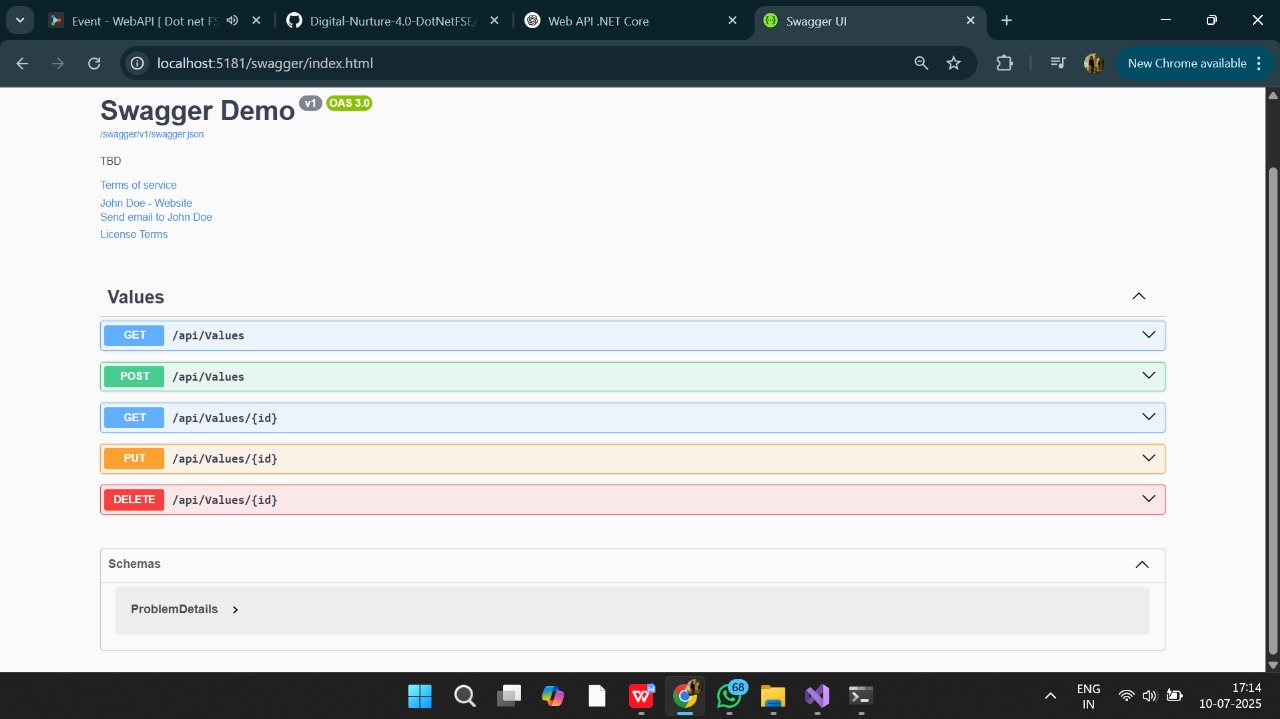 Event - WebAPI [ Dot net FS
Digital-Nurture-4.0-DotNetFSE/
Web API .NET Core
Swagger UI
localhost:5181/swagger/index.html
New Chrome available
Swagger Demo v1 OAS 3.0
/swagger/v1/swagger.json
TBD
Terms of service
John Doe - Website
Send email to John Doe
License Terms
Values
GET /api/Values
POST /api/Values
GET /api/Values/{id}
PUT /api/Values/{id}
DELETE /api/Values/{id}
Schemas
ProblemDetails
68
ENG
IN
17:14
10-07-2025